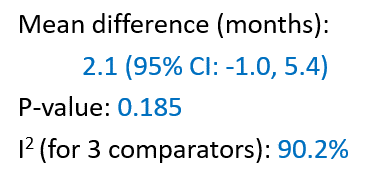 Mean difference (months):
2.1 (95% CI: -1.0, 5.4)
P-value: 0.185
I² (for 3 comparators): 90.2%